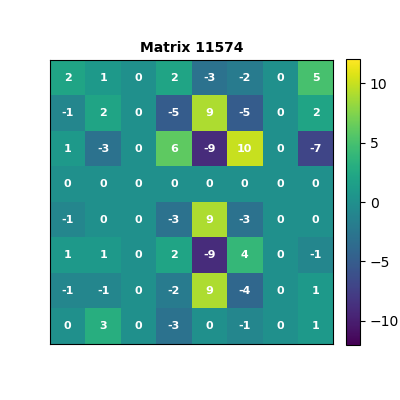 Matrix 11574
2 1 0 2 -3 -2 0 5
-1 2 0 -5 9 -5 0 2
1 -3 0 6 -9 10 0 -7
0 0 0 0 0 0 0 0
-1 0 0 -3 9 -3 0 0
1 1 0 2 -9 4 0 -1
-1 -1 0 -2 9 -4 0 1
0 3 0 -3 0 -1 0 1
10
5
0
−5
−10